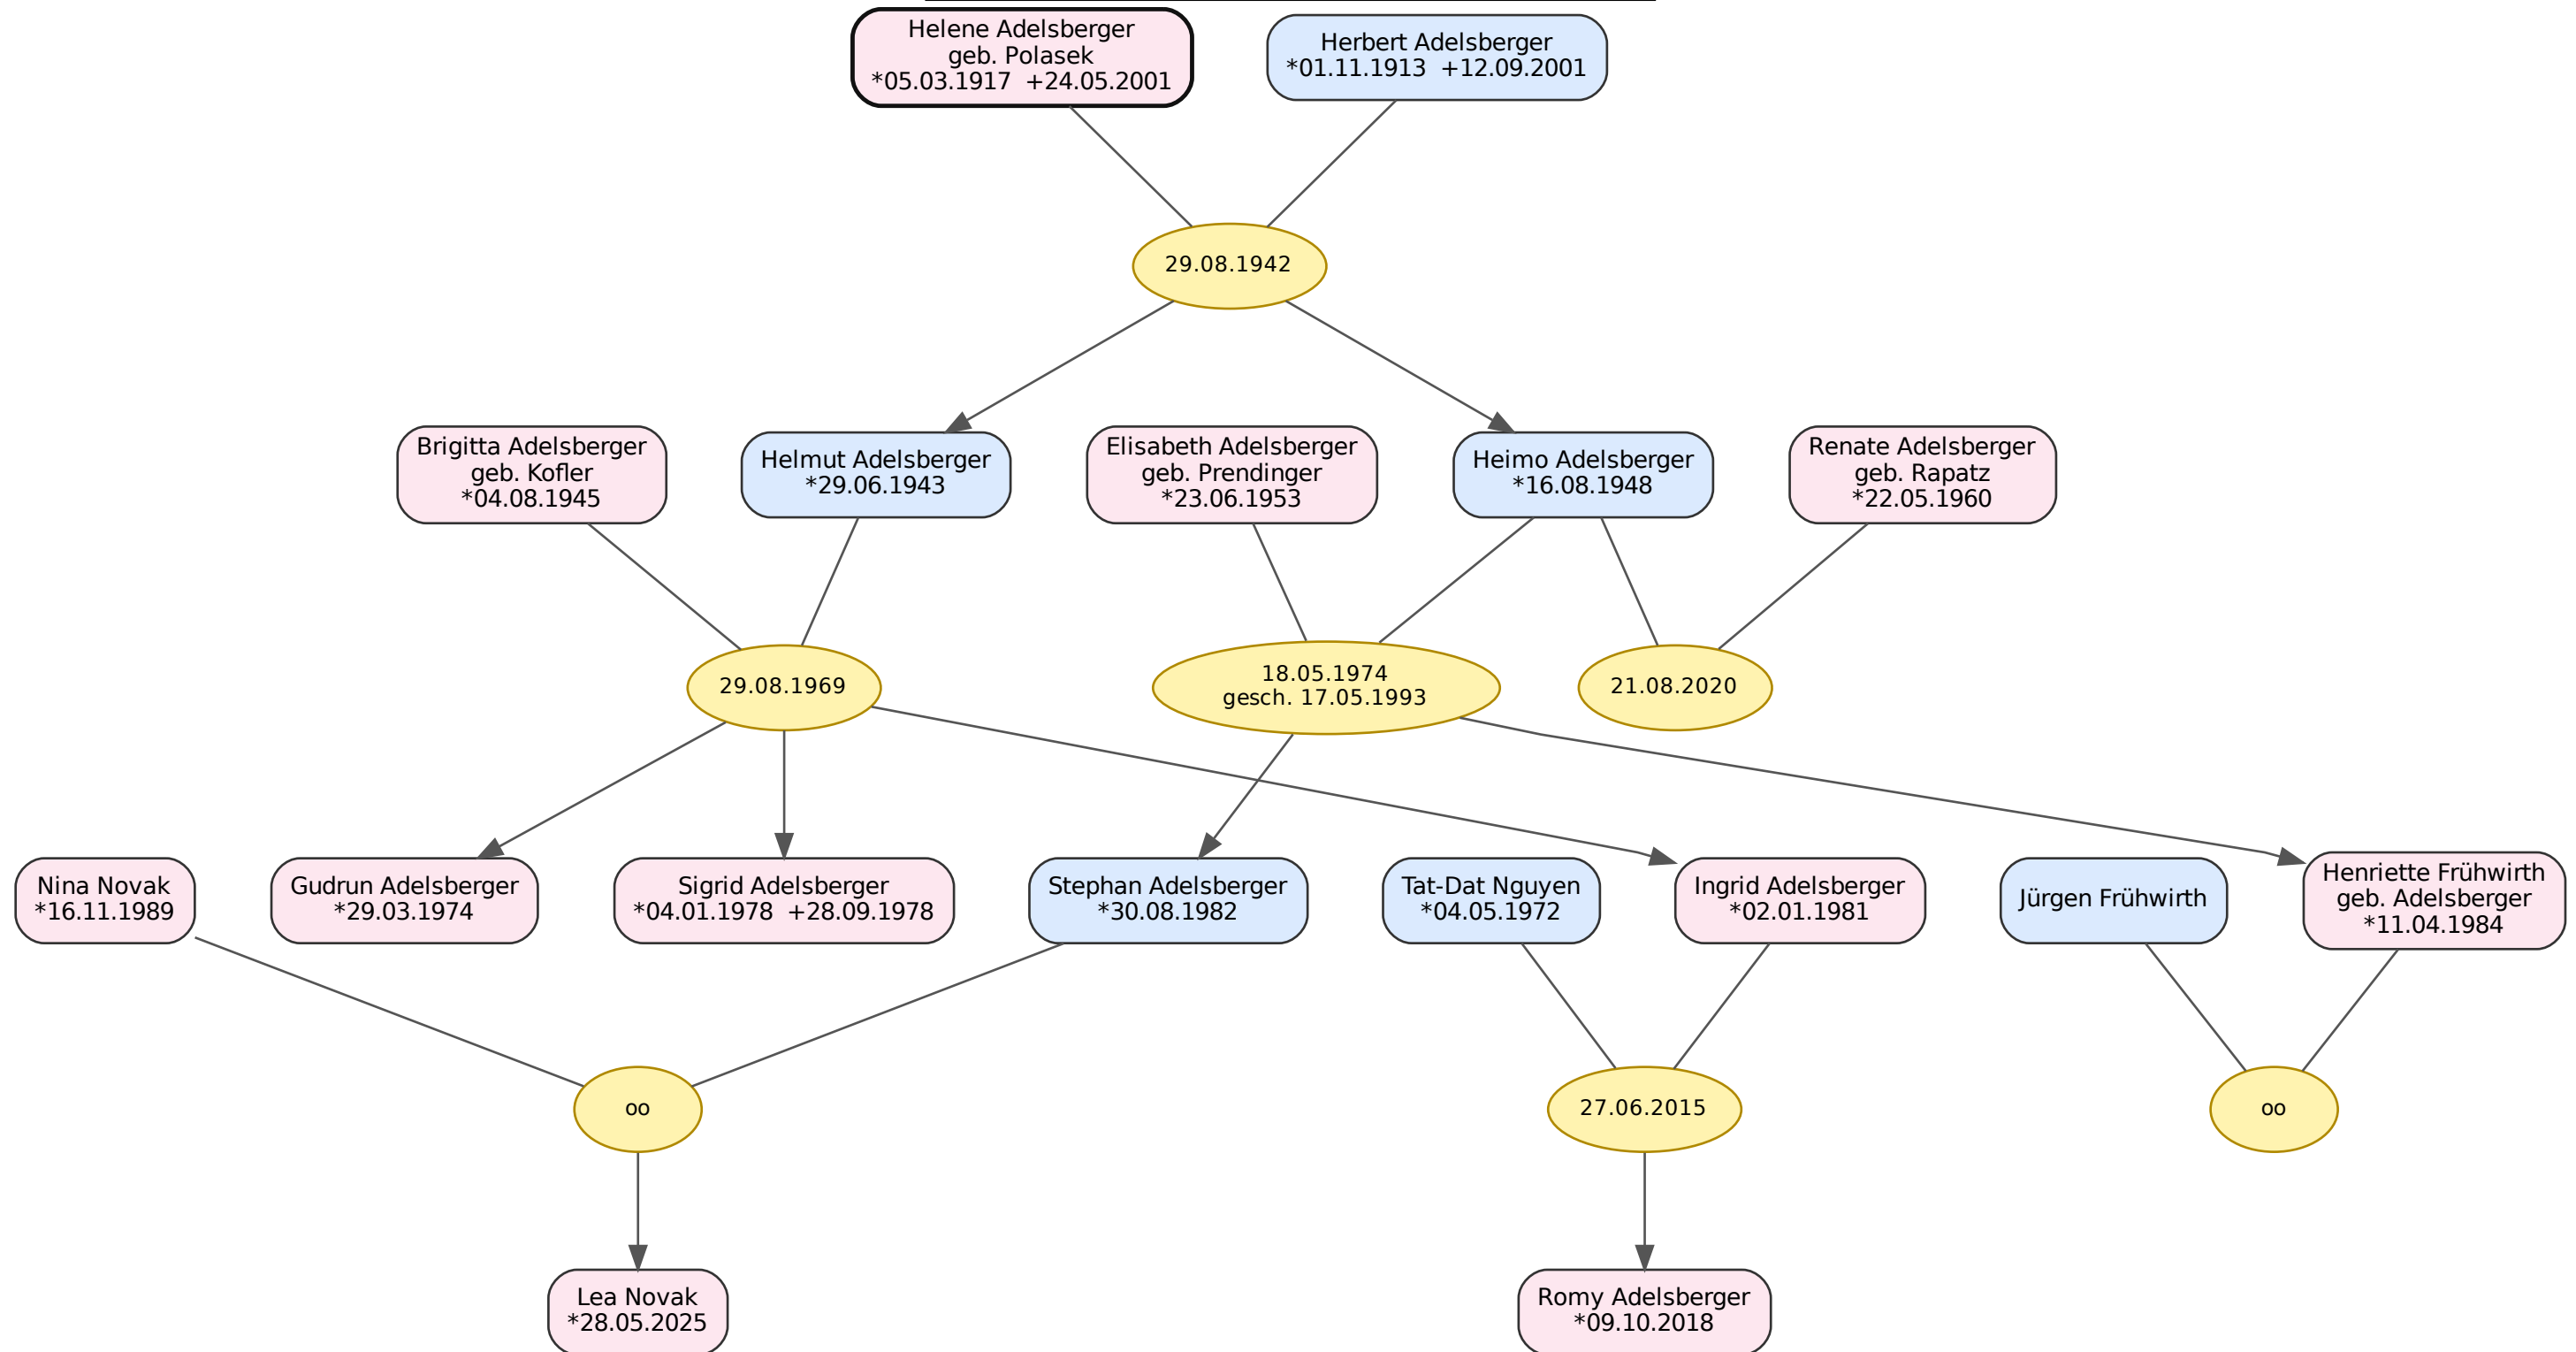 Helene Adelsberger
geb. Polasek
*05.03.1917  +24.05.2001
Herbert Adelsberger
*01.11.1913  +12.09.2001
29.08.1942
Brigitta Adelsberger
geb. Kofler
*04.08.1945
Helmut Adelsberger
*29.06.1943
Elisabeth Adelsberger
geb. Prendinger
*23.06.1953
Heimo Adelsberger
*16.08.1948
Renate Adelsberger
geb. Rapatz
*22.05.1960
29.08.1969
18.05.1974
gesch. 17.05.1993
21.08.2020
Nina Novak
*16.11.1989
Gudrun Adelsberger
*29.03.1974
Sigrid Adelsberger
*04.01.1978  +28.09.1978
Stephan Adelsberger
*30.08.1982
Tat-Dat Nguyen
*04.05.1972
Ingrid Adelsberger
*02.01.1981
Jürgen Frühwirth
Henriette Frühwirth
geb. Adelsberger
*11.04.1984
oo
27.06.2015
oo
Lea Novak
*28.05.2025
Romy Adelsberger
*09.10.2018